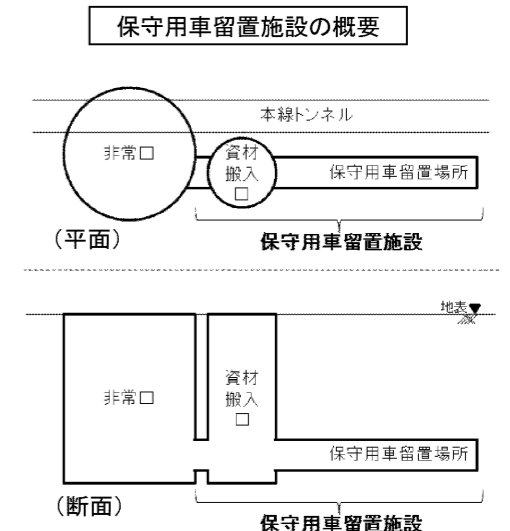 保守用車留置施設の概要
本線トンネル
非常口
資材
搬入
口
保守用車留置場所
(平面)
保守用車留置施設
地表
非常口
資材
搬入
口
保守用車留置場所
(断面)
保守用車留置施設